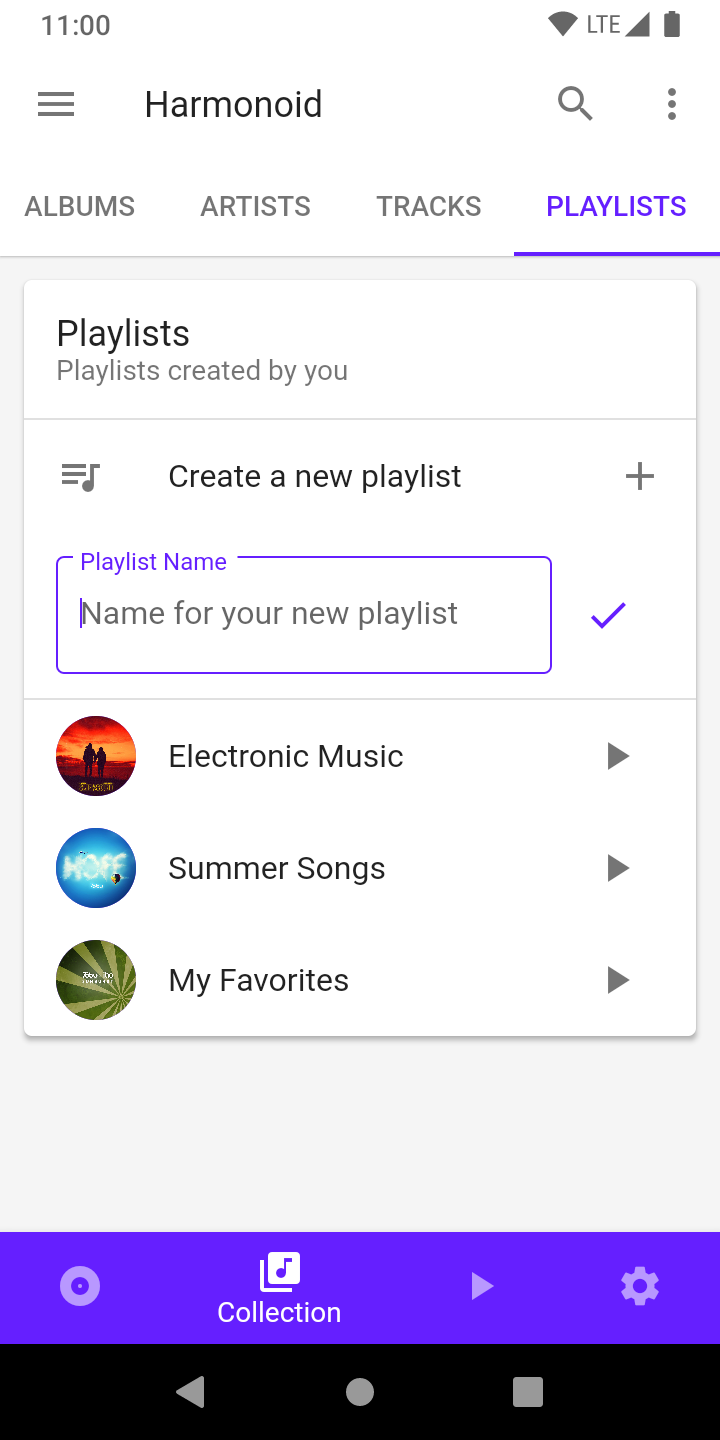 11:00
LTE
Harmonoid
ALBUMS
ARTISTS
TRACKS
PLAYLISTS
Playlists
Playlists created by you
Create a new playlist
Playlist Name
Name for your new playlist
Electronic Music
HOFF
Summer Songs
My Favorites
Collection